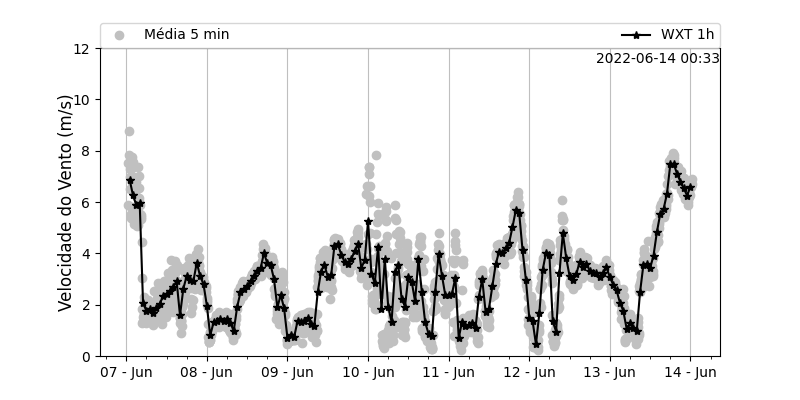 Média 5 min
WXT 1h
2022-06-14 00:33
Velocidade do Vento (m/s)
12
10
8
6
4
2
0
07 - Jun
08 - Jun
09 - Jun
10 - Jun
11 - Jun
12 - Jun
13 - Jun
14 - Jun